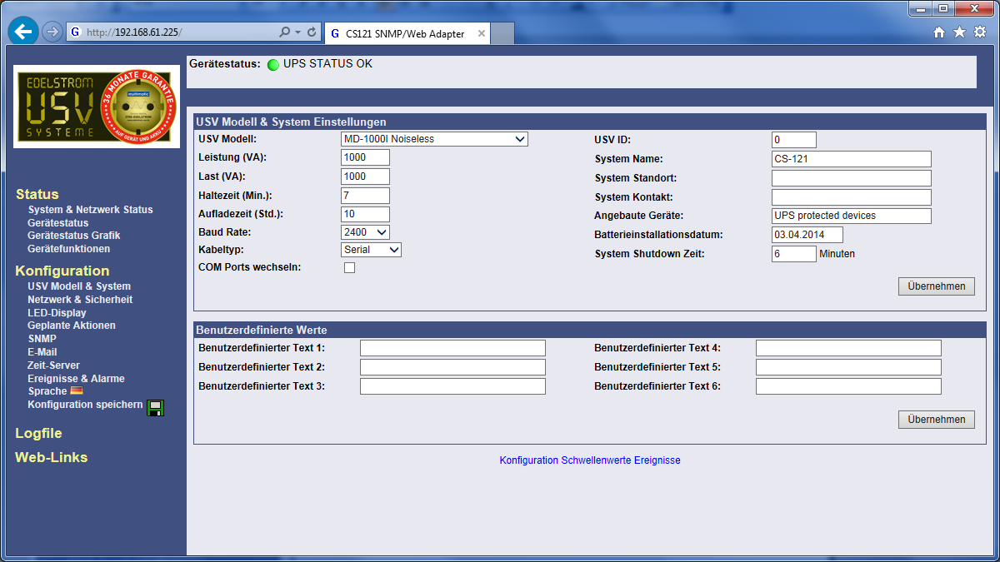 http://192.168.61.225/
CS121 SNMP/Web Adapter
EDELSTROM
USV
SYSTEME
36 MONATE GARANTIE
AUF GERÄT UND AKKU
Gerätestatus: UPS STATUS OK
Status
System & Netzwerk Status
Gerätestatus
Gerätestatus Grafik
Gerätefunktionen
Konfiguration
USV Modell & System
Netzwerk & Sicherheit
LED-Display
Geplante Aktionen
SNMP
E-Mail
Zeit-Server
Ereignisse & Alarme
Sprache
Konfiguration speichern
Logfile
Web-Links
USV Modell & System Einstellungen
USV Modell: MD-1000I Noiseless
Leistung (VA): 1000
Last (VA): 1000
Haltezeit (Min.): 7
Aufladezeit (Std.): 10
Baud Rate: 2400
Kabeltyp: Serial
COM Ports wechseln:
USV ID: 0
System Name: CS-121
System Standort:
System Kontakt:
Angebaute Geräte: UPS protected devices
Batterieinstallationsdatum: 03.04.2014
System Shutdown Zeit: 6 Minuten
Übernehmen
Benutzerdefinierte Werte
Benutzerdefinierter Text 1:
Benutzerdefinierter Text 2:
Benutzerdefinierter Text 3:
Benutzerdefinierter Text 4:
Benutzerdefinierter Text 5:
Benutzerdefinierter Text 6:
Übernehmen
Konfiguration Schwellenwerte Ereignisse